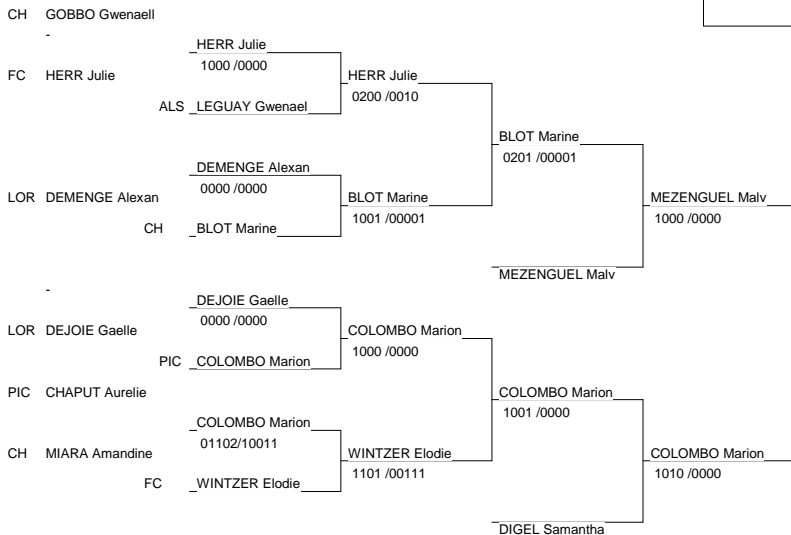 CH GOBBO Gwenaell
-
HERR Julie
1000 /0000
FC HERR Julie
HERR Julie
0200 /0010
ALS LEGUAY Gwenael
BLOT Marine
0201 /00001
DEMENGE Alexan
0000 /0000
LOR DEMENGE Alexan
BLOT Marine
1001 /00001
MEZENGUEL Malv
1000 /0000
CH BLOT Marine
MEZENGUEL Malv
-
DEJOIE Gaelle
0000 /0000
LOR DEJOIE Gaelle
COLOMBO Marion
1000 /0000
PIC COLOMBO Marion
PIC CHAPUT Aurelie
COLOMBO Marion
1001 /0000
COLOMBO Marion
01102/10011
CH MIARA Amandine
WINTZER Elodie
1101 /00111
COLOMBO Marion
1010 /0000
FC WINTZER Elodie
DIGEL Samantha